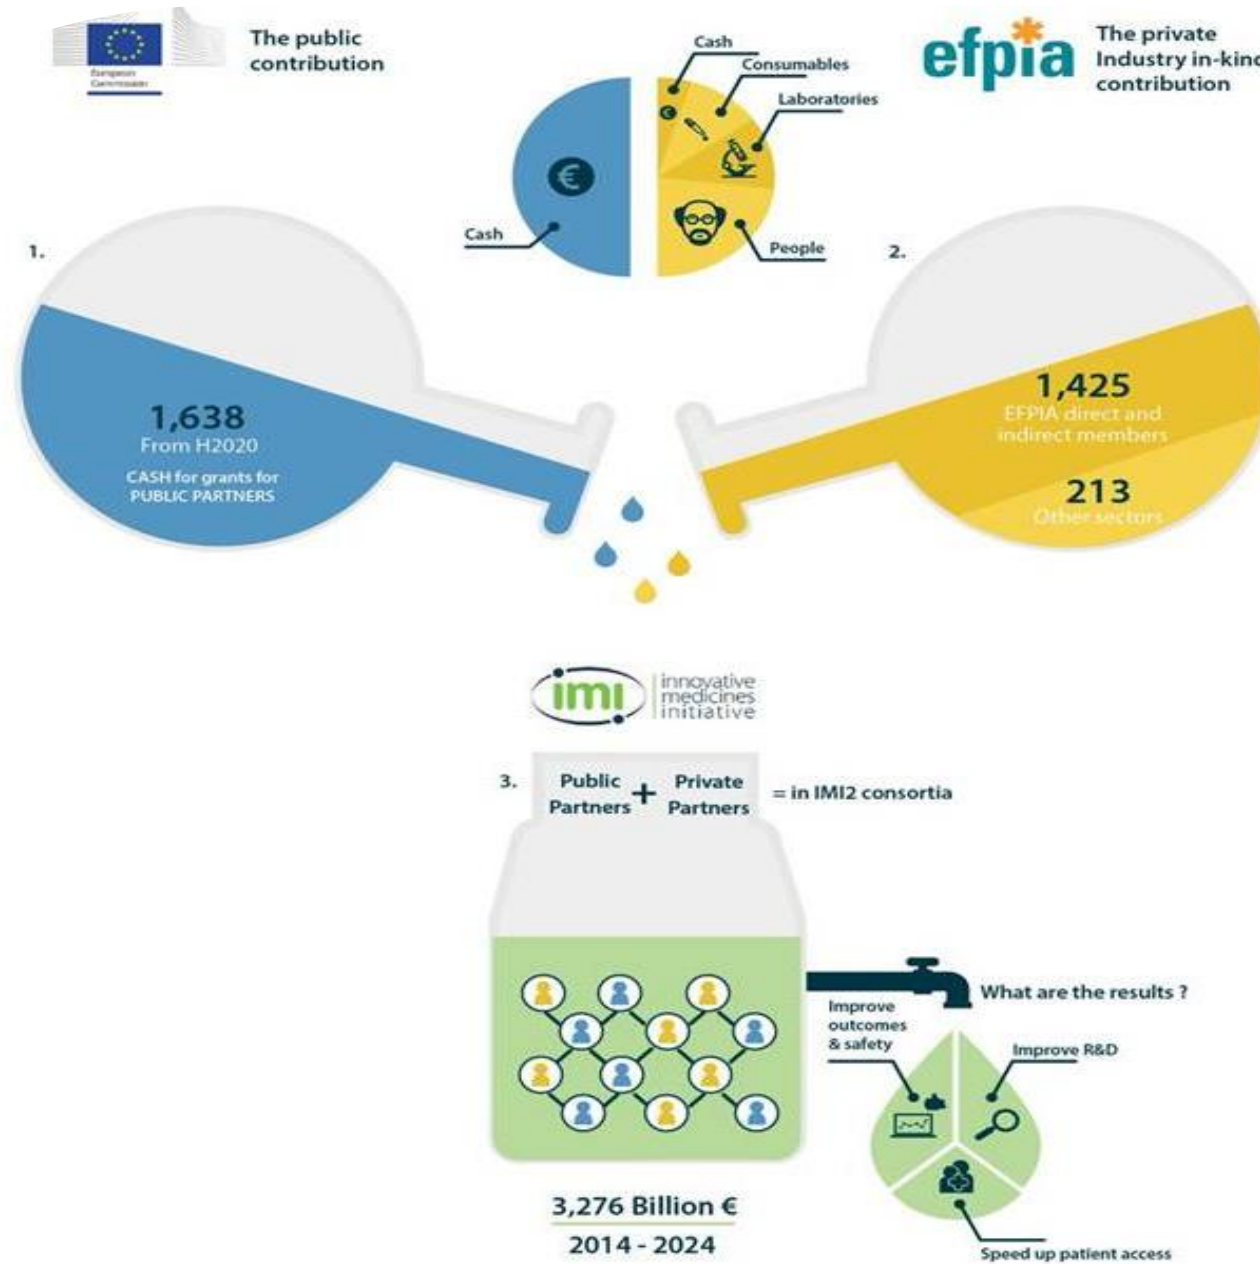 European
Commission
The public
contribution
efpia
The private
Industry in-kind
contribution
Cash
Consumables
Laboratories
People
Cash
€
€
1.
1,638
From H2020
CASH for grants for
PUBLIC PARTNERS
2.
1,425
EFPIA direct and
indirect members
213
Other sectors
imi
innovative
medicines
initiative
3.
Public
Partners
+
Private
Partners
= in IMI2 consortia
What are the results ?
Improve
outcomes
& safety
Improve R&D
Speed up patient access
3,276 Billion €
2014 - 2024